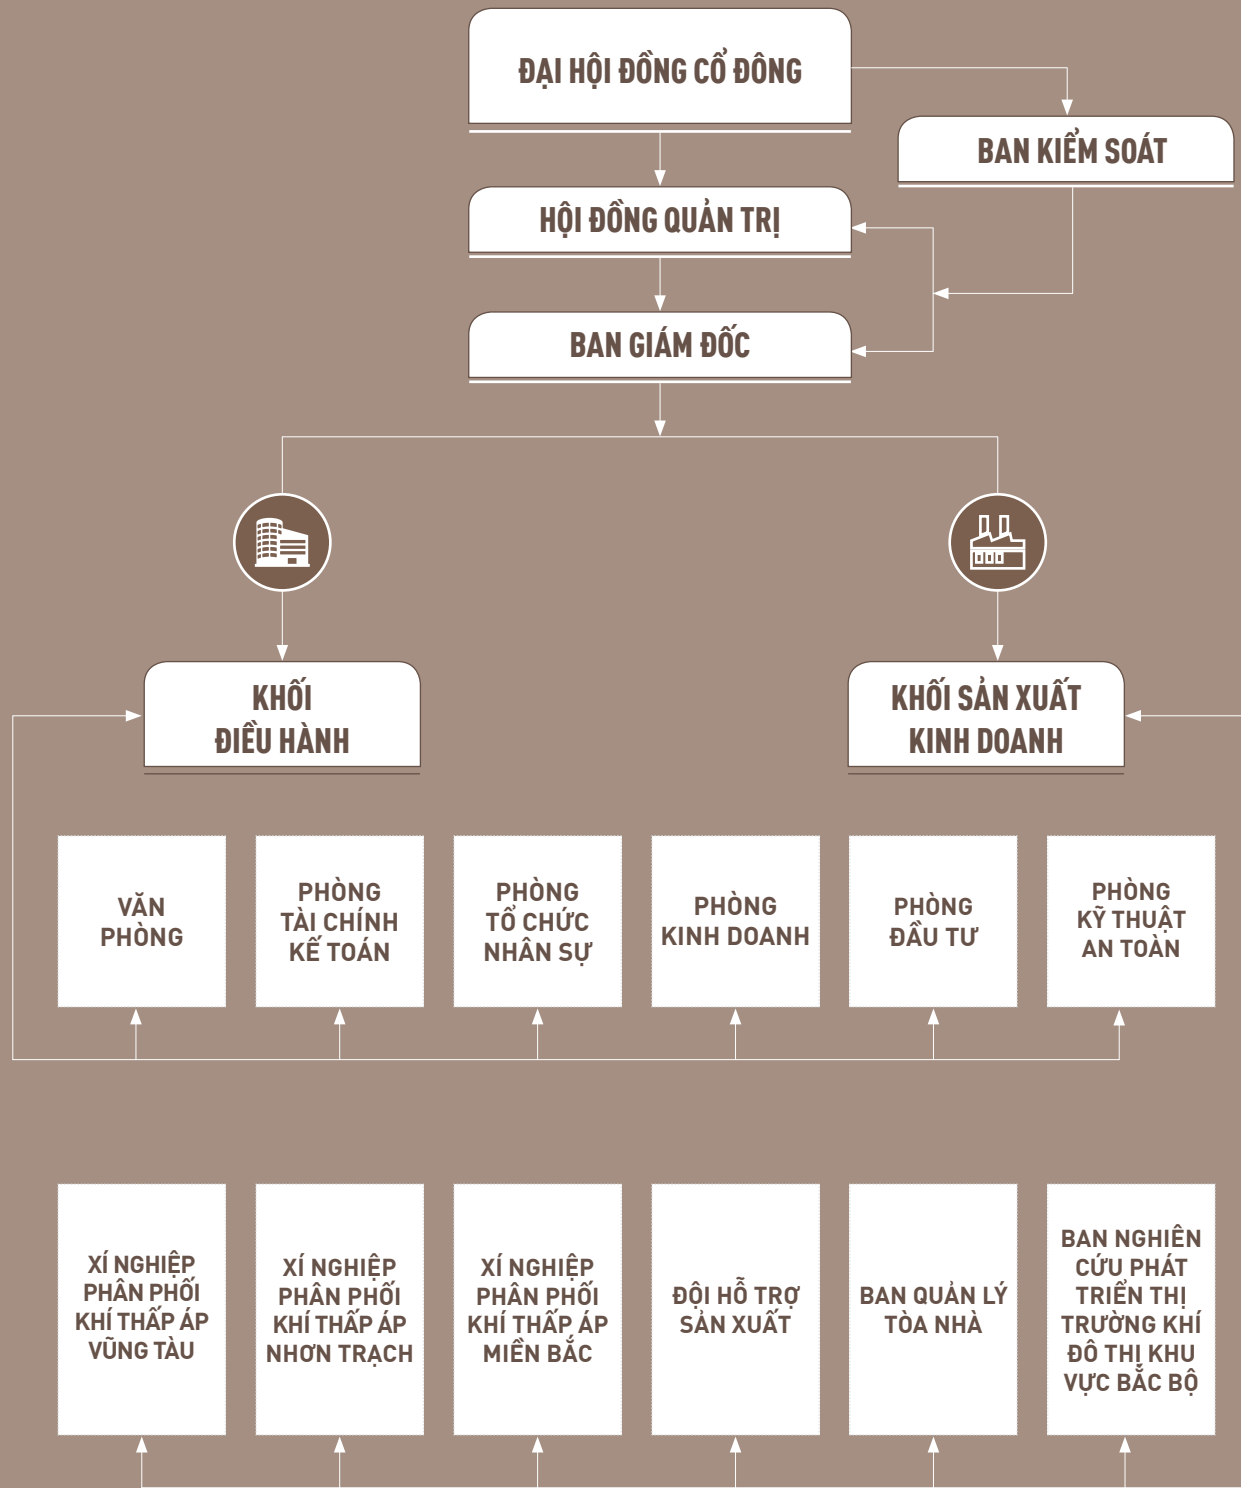 ĐẠI HỘI ĐỒNG CỔ ĐÔNG
BAN KIỂM SOÁT
HỘI ĐỒNG QUẢN TRỊ
BAN GIÁM ĐỐC
KHỐI
ĐIỀU HÀNH
KHỐI SẢN XUẤT
KINH DOANH
VĂN
PHÒNG
PHÒNG
TÀI CHÍNH
KẾ TOÁN
PHÒNG
TỔ CHỨC
NHÂN SỰ
PHÒNG
KINH DOANH
PHÒNG
ĐẦU TƯ
PHÒNG
KỸ THUẬT
AN TOÀN
XÍ NGHIỆP
PHÂN PHỐI
KHÍ THẤP ÁP
VŨNG TÀU
XÍ NGHIỆP
PHÂN PHỐI
KHÍ THẤP ÁP
NHƠN TRẠCH
XÍ NGHIỆP
PHÂN PHỐI
KHÍ THẤP ÁP
MIỀN BẮC
ĐỘI HỖ TRỢ
SẢN XUẤT
BAN QUẢN LÝ
TÒA NHÀ
BAN NGHIÊN
CỨU PHÁT
TRIỂN THỊ
TRƯỜNG KHÍ
ĐÔ THỊ KHU
VỰC BẮC BỘ